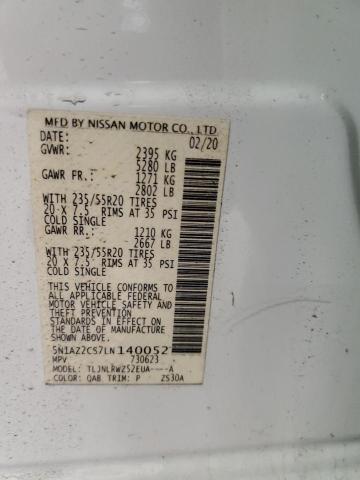 MFD BY NISSAN MOTOR CO., LTD
DATE: 02/20
GVWR: 2395 KG
5280 LB
GAWR FR: 1271 KG
2802 LB
WITH 235/55R20 TIRES
20 X 7.5 RIMS AT 35 PSI
COLD SINGLE
GAWR RR: 1210 KG
2667 LB
WITH 235/55R20 TIRES
20 X 7.5 RIMS AT 35 PSI
COLD SINGLE
THIS VEHICLE CONFORMS TO ALL
APPLICABLE FEDERAL MOTOR
VEHICLE SAFETY, BUMPER, AND
THEFT PREVENTION
STANDARDS IN EFFECT ON THE
DATE OF MANUFACTURE
SHOWN ABOVE.
5N1AZ2CS7LN140052
MPV 730623
MODEL: TLJNLRWZ52EUA----A
COLOR: QAB TRIM: P ZS30A